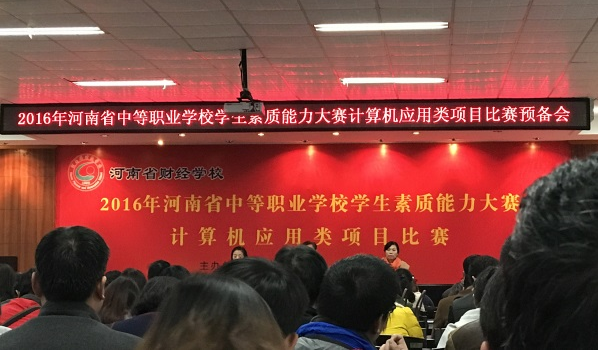 2016年河南省中等职业学校学生素质能力大赛计算机应用类项目比赛预备会
河南省财经学校
2016年河南省中等职业学校学生素质能力大赛
计算机应用类项目比赛
主办